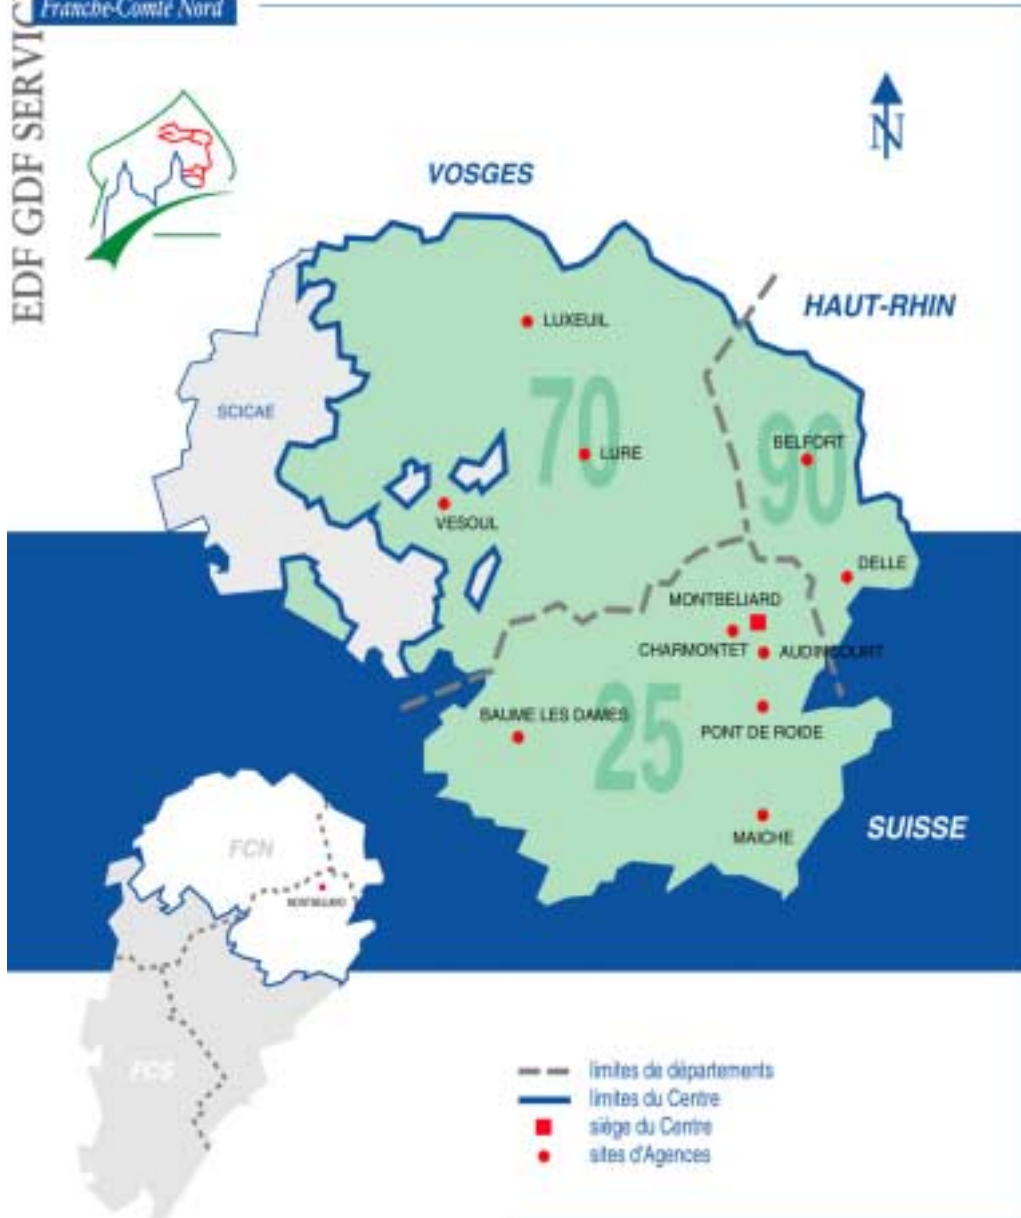 Franche-Comté Nord
EDF GDF SERVIC
N
VOSGES
HAUT-RHIN
LUXEUIL
SCICAE
70
LURE
BELFORT
90
VESOUL
DELLE
MONTBELIARD
CHARMONTET
AUDINCOURT
BAUME LES DAMES
25
PONT DE ROIDE
MAICHE
SUISSE
FCN
MONTBELIARD
FCS
limites de départements
limites du Centre
siège du Centre
sites d'Agences